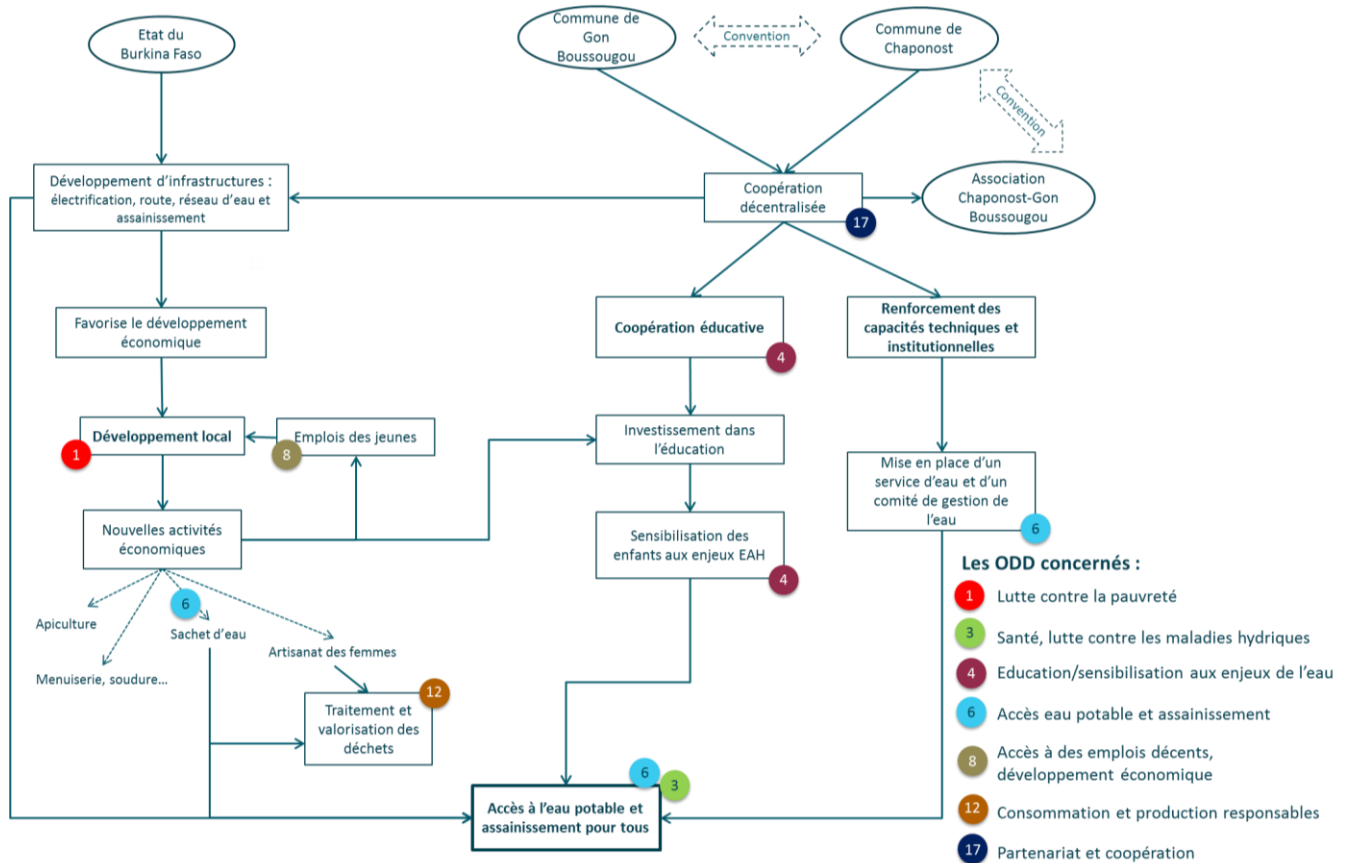 Etat du
Burkina Faso
Commune de
Gon
Boussougou
Convention
Commune de
Chaponost
Convention
Développement d'infrastructures :
électrification, route, réseau d'eau et
assainissement
Coopération
décentralisée
17
Association
Chaponost-Gon
Boussougou
Favorise le développement
économique
Coopération éducative
4
Renforcement des
capacités techniques et
institutionnelles
Développement local
1
Emplois des jeunes
8
Investissement dans
l'éducation
Mise en place d'un
service d'eau et d'un
comité de gestion de
l'eau
6
Nouvelles activités
économiques
Sensibilisation des
enfants aux enjeux EAH
4
6
Apiculture
Sachet d'eau
Artisanat des femmes
Menuiserie, soudure...
12
Traitement et
valorisation des
déchets
6
3
Accès à l'eau potable et
assainissement pour tous
Les ODD concernés :
1 Lutte contre la pauvreté
3 Santé, lutte contre les maladies hydriques
4 Education/sensibilisation aux enjeux de l'eau
6 Accès eau potable et assainissement
8 Accès à des emplois décents,
développement économique
12 Consommation et production responsables
17 Partenariat et coopération